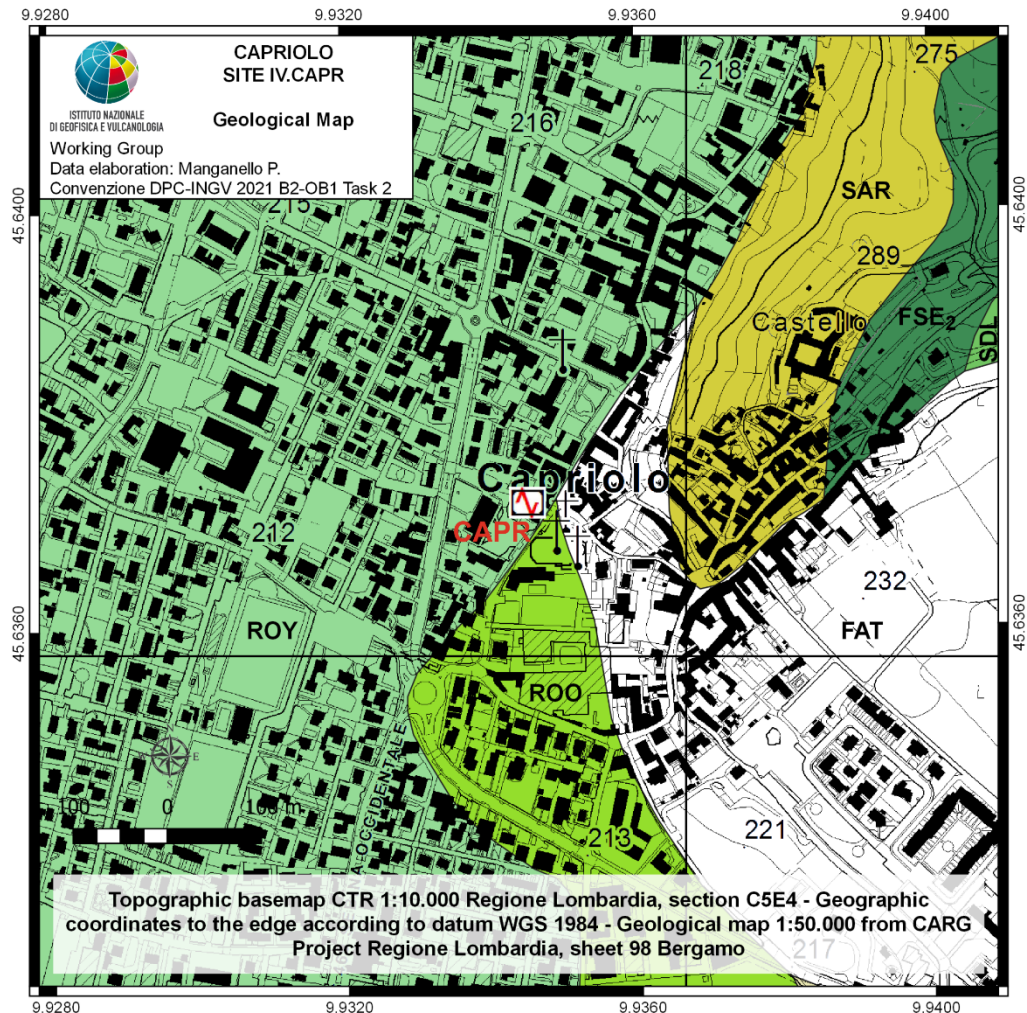 9.9280 9.9320 9.9360 9.9400
CAPRIOLO
SITE IV.CAPR
Geological Map
ISTITUTO NAZIONALE
DI GEOFISICA E VULCANOLOGIA
Working Group
Data elaboration: Manganello P.
Convenzione DPC-INGV 2021 B2-OB1 Task 2
275
218
216
215
SAR
45.6400
45.6400
289
Castello
FSE2
SDL
Capriolo
CAPR
212
232
45.6360
45.6360
ROY
FAT
ROO
E
100 0 100 m
213
221
Topographic basemap CTR 1:10.000 Regione Lombardia, section C5E4 - Geographic
coordinates to the edge according to datum WGS 1984 - Geological map 1:50.000 from CARG
Project Regione Lombardia, sheet 98 Bergamo
217
9.9280 9.9320 9.9360 9.9400